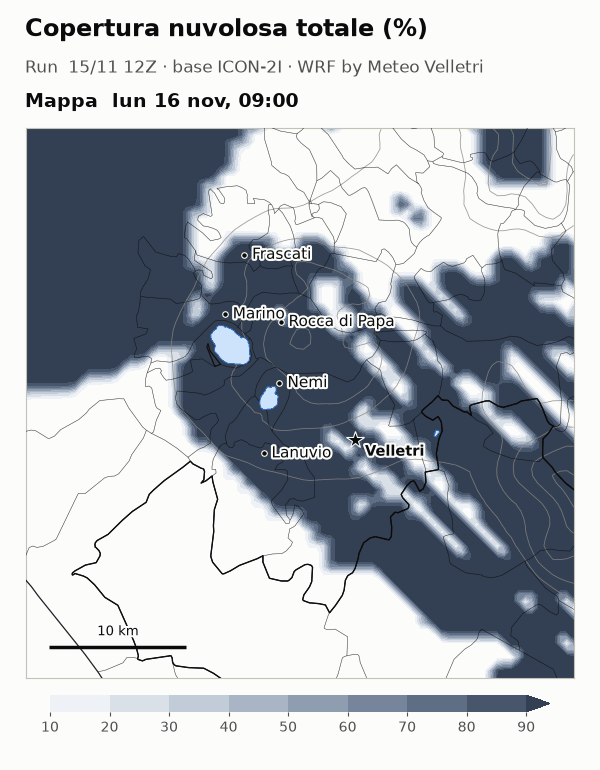 Copertura nuvolosa totale (%)
Run  15/11 12Z · base ICON-2I · WRF by Meteo Velletri
Mappa  lun 16 nov, 09:00
Frascati
Marino
Rocca di Papa
Nemi
Velletri
Lanuvio
10 km
10 20 30 40 50 60 70 80 90